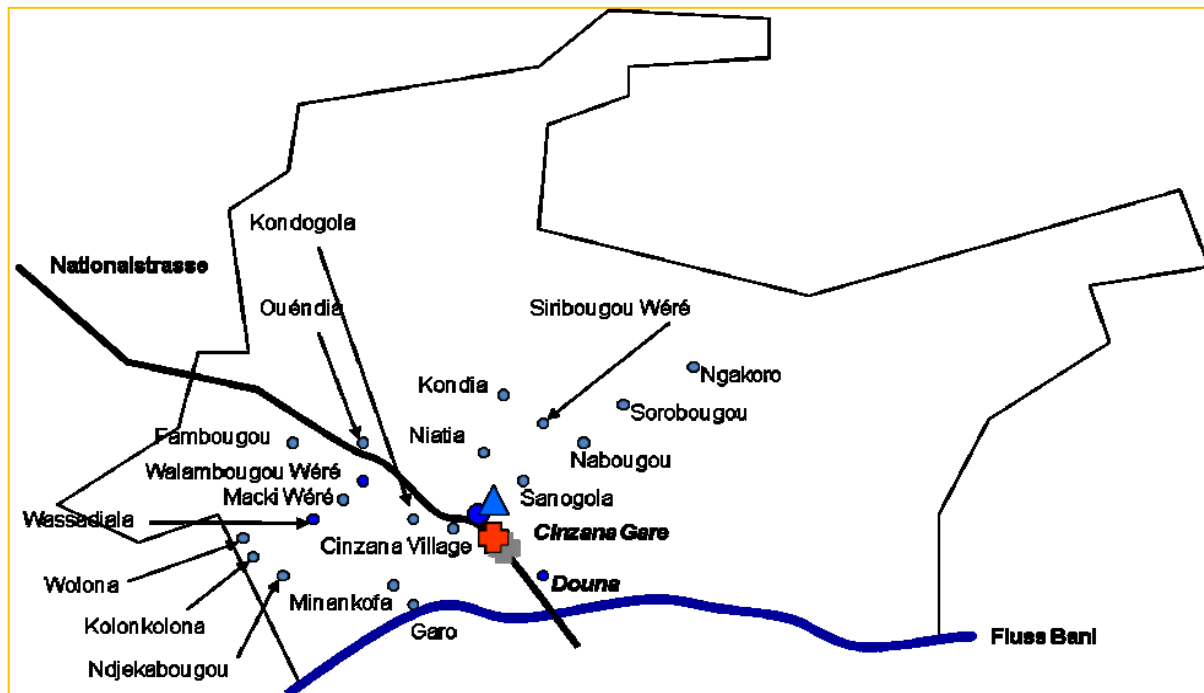 Kondogola
Nationalstrasse
Ouéndia
Siribougou Wéré
Ngakoro
Kondia
Sorobougou
Fambougou
Niatia
Nabougou
Walambougou Wéré
Macki Wéré
Sanogola
Wassadiala
Cinzana Gare
Cinzana Village
Wolona
Douna
Minankofa
Kolonkolona
Garo
Fluss Bani
Ndjekabougou